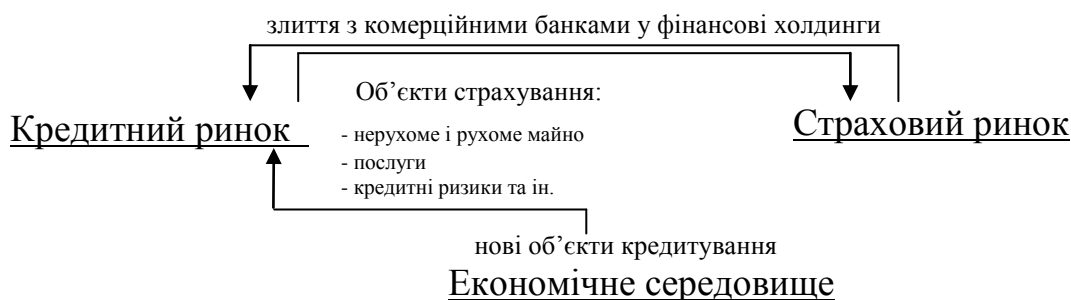 злиття з комерційними банками у фінансові холдинги
Об’єкти страхування:
Кредитний ринок
Страховий ринок
- нерухоме і рухоме майно
- послуги
- кредитні ризики та ін.
нові об’єкти кредитування
Економічне середовище